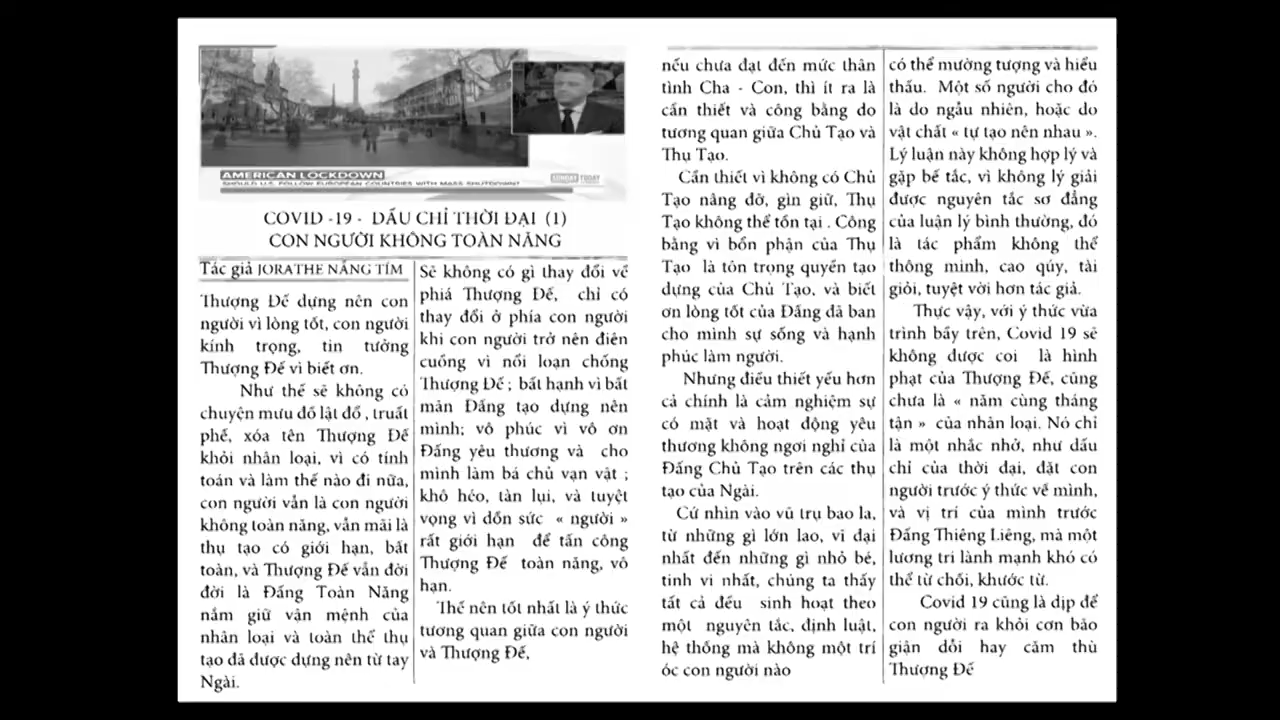 AMERICAN LOCKDOWN
SHOULD U.S. FOLLOW EUROPEAN COUNTRIES WITH MASS SHUTDOWN?
SUNDAY TODAY
COVID -19 - DẤU CHỈ THỜI ĐẠI (1)
CON NGƯỜI KHÔNG TOÀN NĂNG
Tác giả JORATHE NẮNG TÍM
Thượng Đế dựng nên con
người vì lòng tốt, con người
kính trọng, tin tưởng
Thượng Đế vì biết ơn.
Như thế sẽ không có
chuyện mưu đồ lật đổ , truất
phế, xóa tên Thượng Đế
khỏi nhân loại, vì có tính
toán và làm thế nào đi nữa,
con người vẫn là con người
không toàn năng, vẫn mãi là
thụ tạo có giới hạn, bất
toàn, và Thượng Đế vẫn đời
đời là Đấng Toàn Năng
nắm giữ vận mệnh của
nhân loại và toàn thể thụ
tạo đã được dựng nên từ tay
Ngài.
Sẽ không có gì thay đổi về
phiá Thượng Đế, chỉ có
thay đổi ở phía con người
khi con người trở nên điên
cuồng vì nổi loạn chống
Thượng Đế ; bất hạnh vì bất
mãn Đấng tạo dựng nên
mình; vô phúc vì vô ơn
Đấng yêu thương và cho
mình làm bá chủ vạn vật ;
khô héo, tàn lụi, và tuyệt
vọng vì dồn sức « người »
rất giới hạn để tấn công
Thượng Đế toàn năng, vô
hạn.
Thế nên tốt nhất là ý thức
tương quan giữa con người
và Thượng Đế,
nếu chưa đạt đến mức thân
tình Cha - Con, thì ít ra là
cần thiết và công bằng do
tương quan giữa Chủ Tạo và
Thụ Tạo.
Cần thiết vì không có Chủ
Tạo nâng đỡ, gìn giữ, Thụ
Tạo không thể tồn tại . Công
bằng vì bổn phận của Thụ
Tạo là tôn trọng quyền tạo
dựng của Chủ Tạo, và biết
ơn lòng tốt của Đấng đã ban
cho mình sự sống và hạnh
phúc làm người.
Nhưng điều thiết yếu hơn
cả chính là cảm nghiệm sự
có mặt và hoạt động yêu
thương không ngơi nghỉ của
Đấng Chủ Tạo trên các thụ
tạo của Ngài.
Cứ nhìn vào vũ trụ bao la,
từ những gì lớn lao, vĩ đại
nhất đến những gì nhỏ bé,
tinh vi nhất, chúng ta thấy
tất cả đều sinh hoạt theo
một nguyên tắc, định luật,
hệ thống mà không một trí
óc con người nào
có thể mường tượng và hiểu
thấu. Một số người cho đó
là do ngẫu nhiên, hoặc do
vật chất « tự tạo nên nhau ».
Lý luận này không hợp lý và
gặp bế tắc, vì không lý giải
được nguyên tắc sơ đẳng
của luận lý bình thường, đó
là tác phẩm không thể
thông minh, cao qúy, tài
giỏi, tuyệt vời hơn tác giả.
Thực vậy, với ý thức vừa
trình bầy trên, Covid 19 sẽ
không được coi là hình
phạt của Thượng Đế, cũng
chưa là « năm cùng tháng
tận » của nhân loại. Nó chỉ
là một nhắc nhở, như dấu
chỉ của thời đại, đặt con
người trước ý thức về mình,
và vị trí của mình trước
Đấng Thiêng Liêng, mà một
lương tri lành mạnh khó có
thể từ chối, khước từ.
Covid 19 cũng là dịp để
con người ra khỏi cơn bão
giận dỗi hay căm thù
Thượng Đế